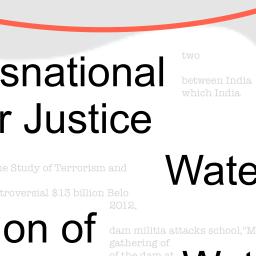 two
snational
between India
which India
r Justice
he Study of Terrorism and
Wate
troversial $13 billion Belo
2012,
on of
dam militia attacks school,"M
gathering of
of the dam at
Wat